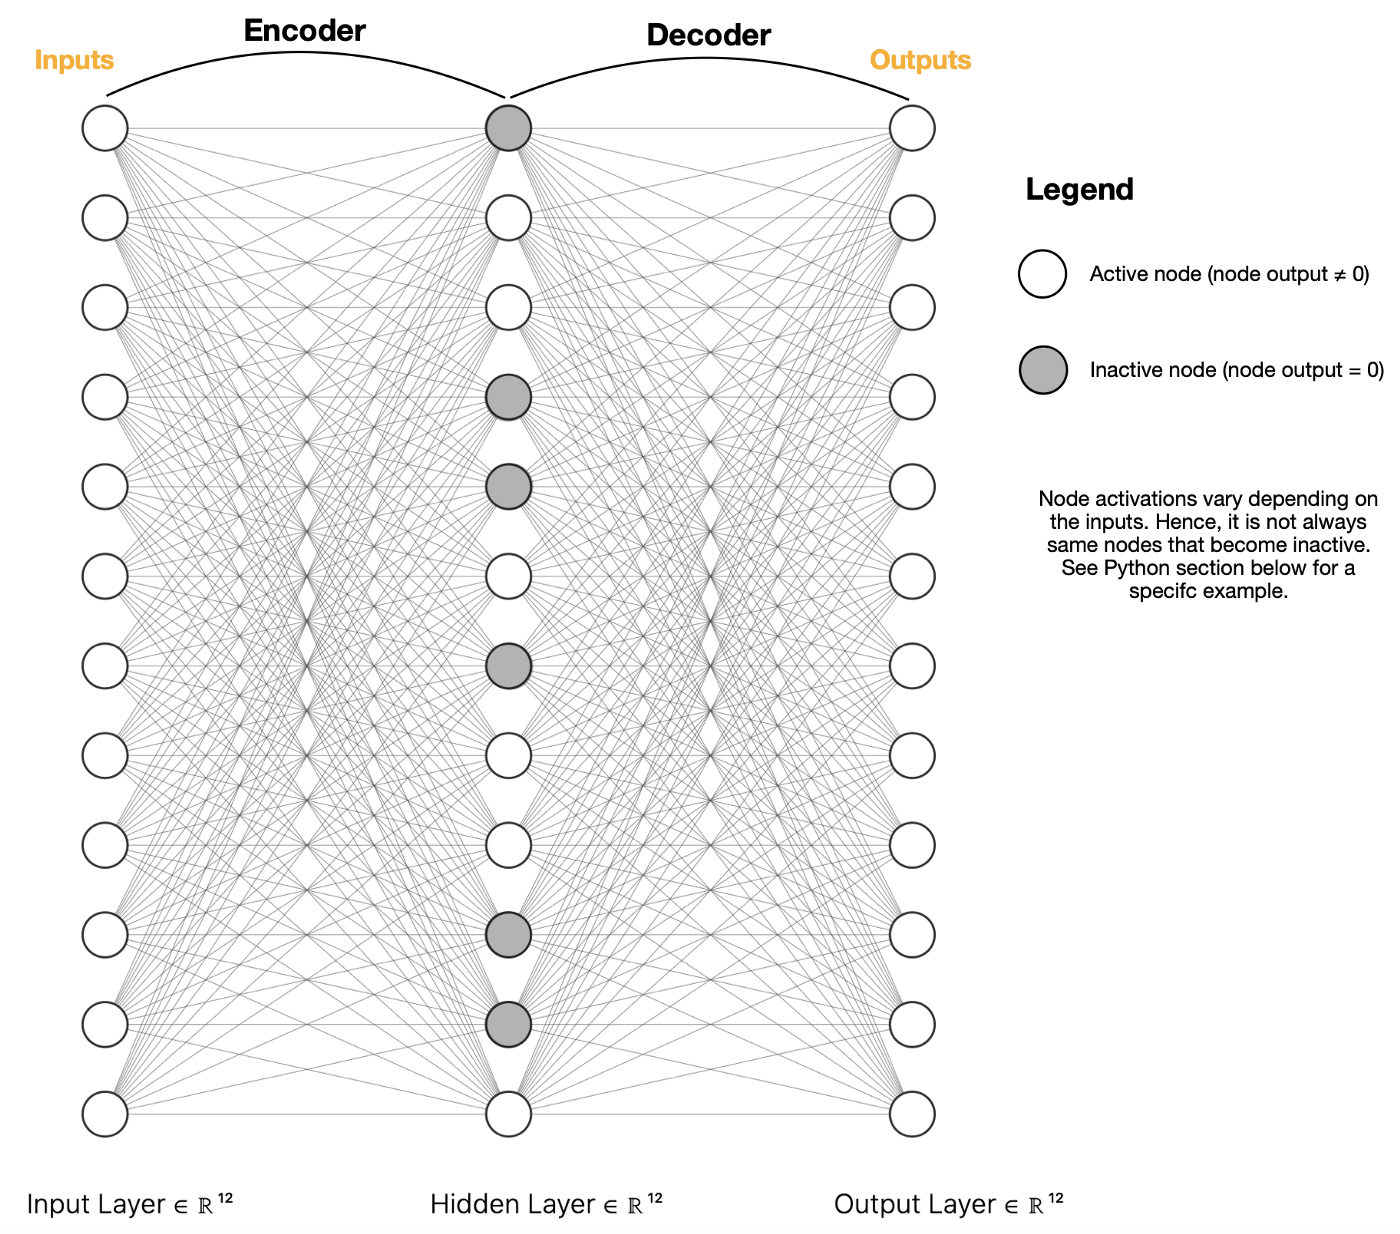 Encoder
Decoder
Inputs
Outputs
Legend
Active node (node output ≠ 0)
Inactive node (node output = 0)
Node activations vary depending on
the inputs. Hence, it is not always
same nodes that become inactive.
See Python section below for a
specifc example.
Input Layer ∈ ℝ¹²
Hidden Layer ∈ ℝ¹²
Output Layer ∈ ℝ¹²